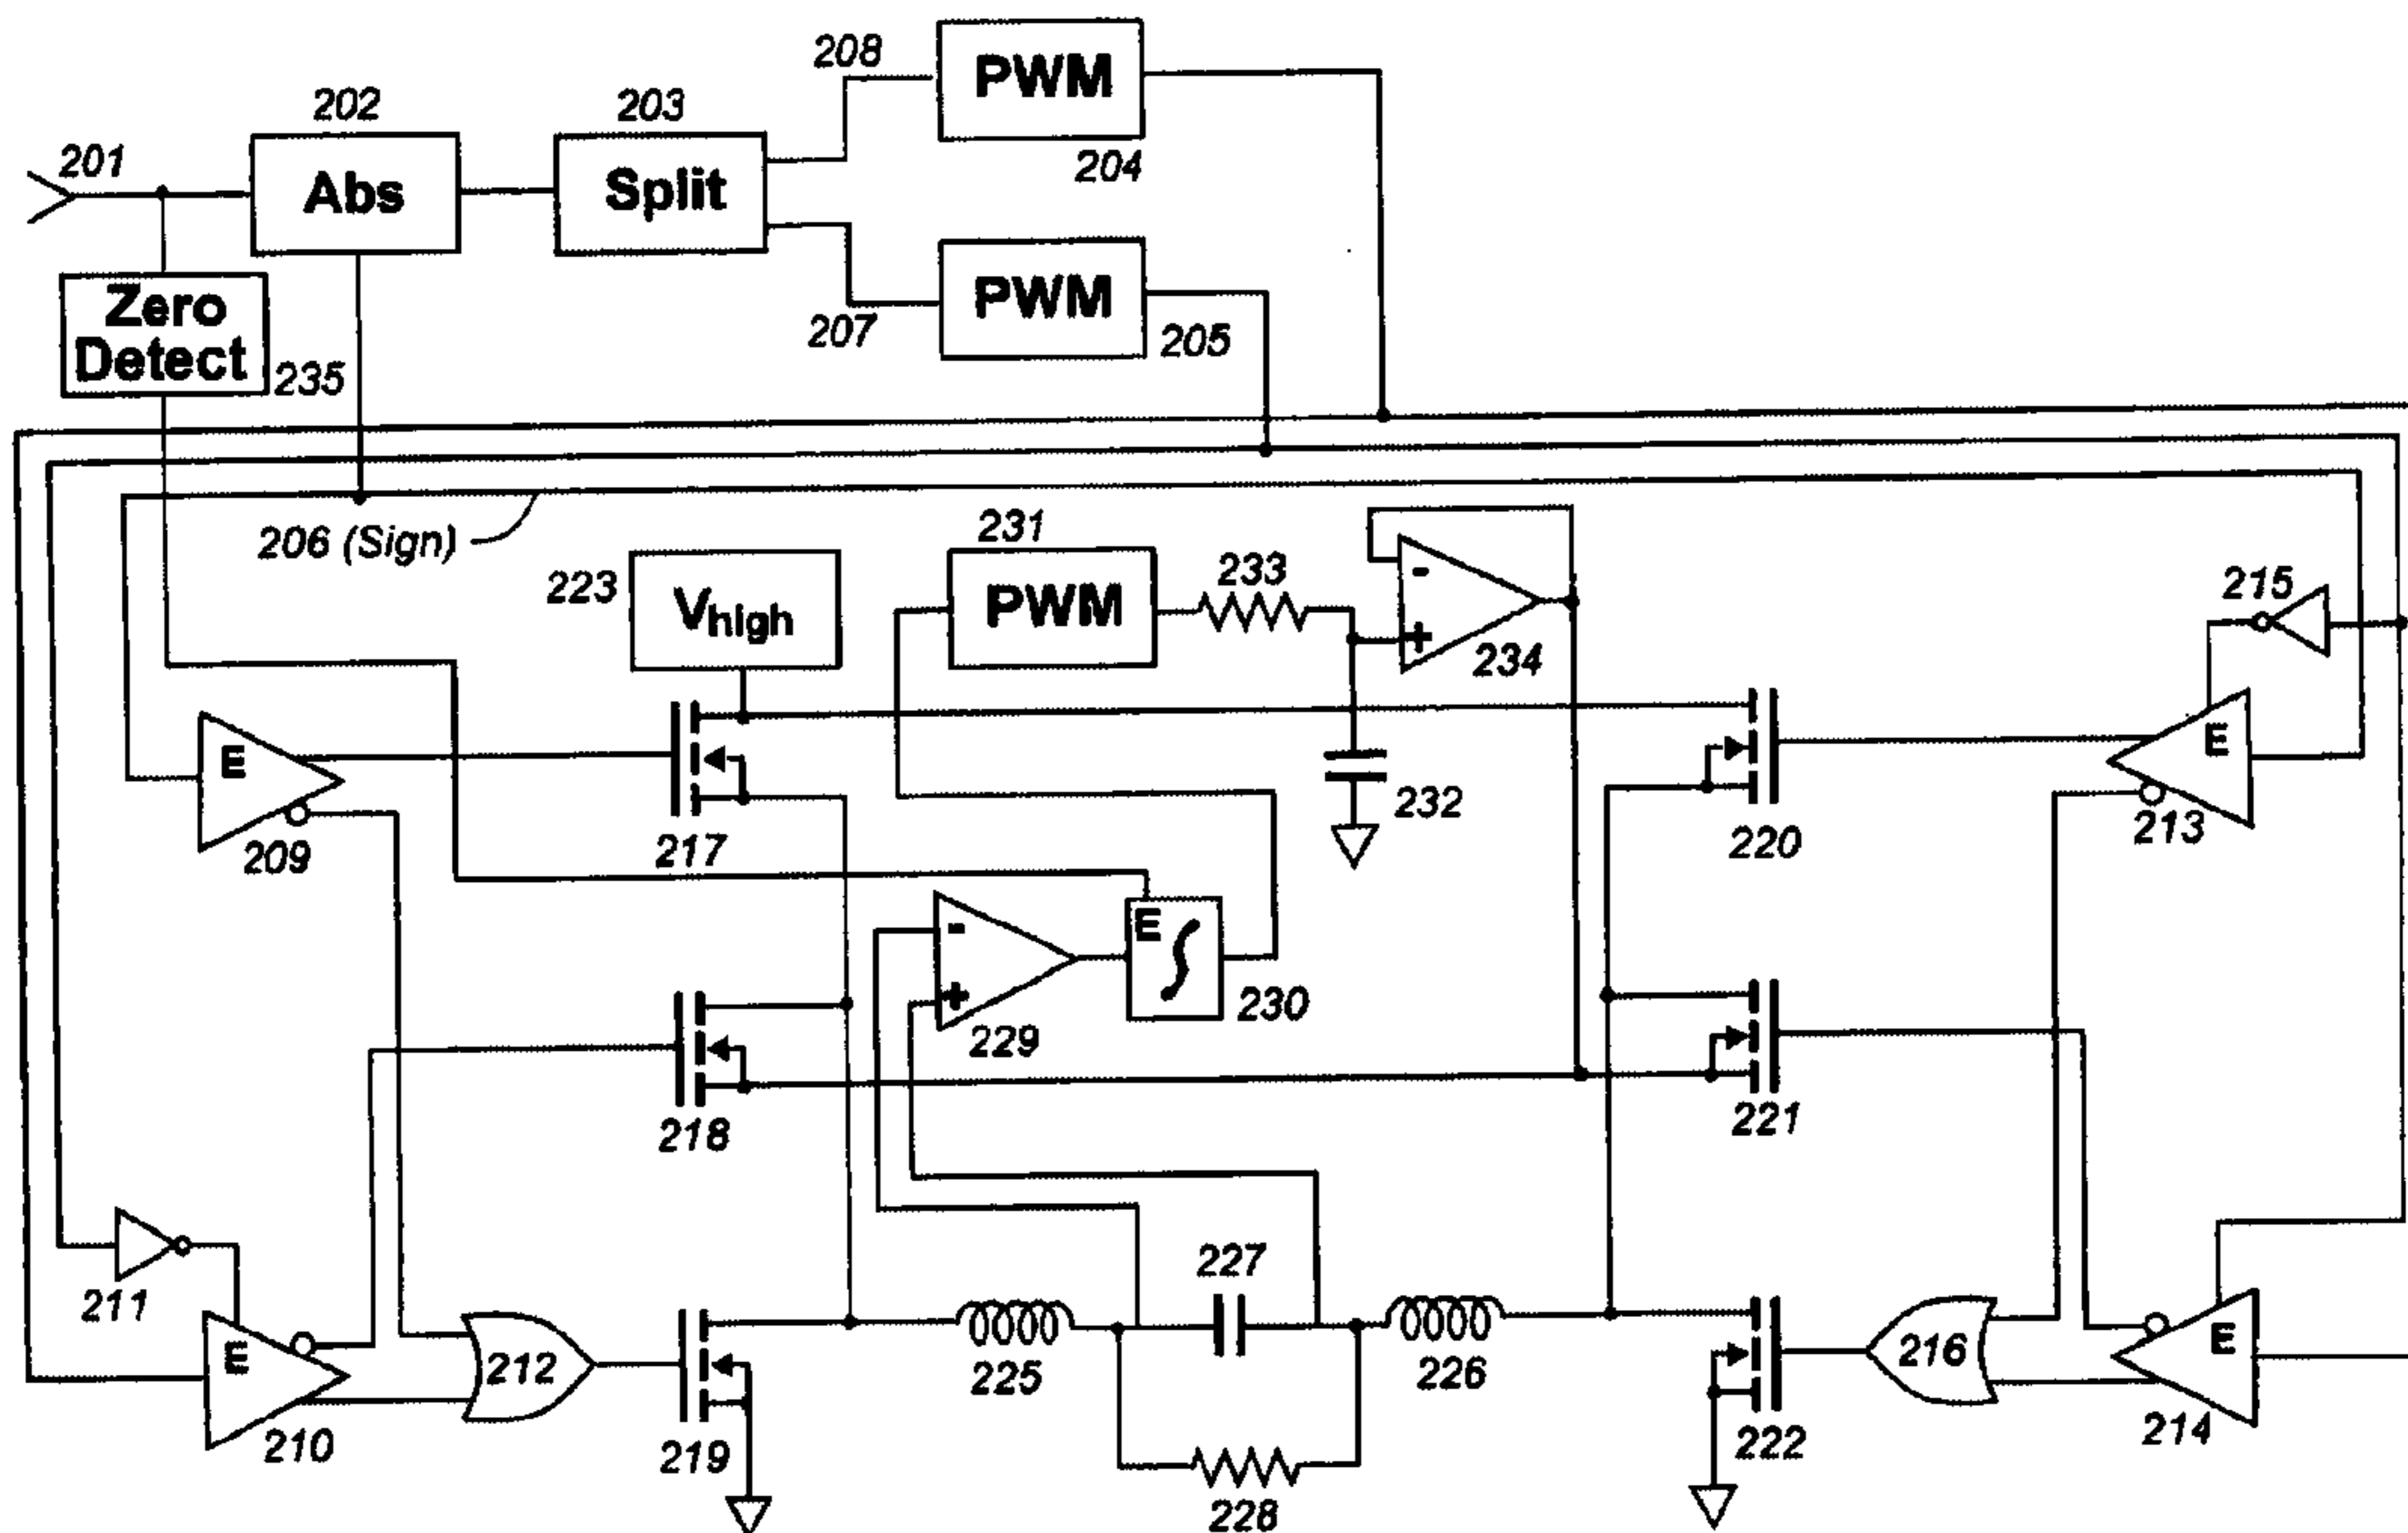 208
PWM
204
202
203
201
Abs
Split
PWM
207
205
Zero
Detect
235
206 (Sign)
231
223
Vhigh
PWM
233
-
+
234
215
E
209
217
232
E
213
220
-
+
229
E
∫
230
218
221
211
E
210
212
219
225
227
226
228
222
216
E
214